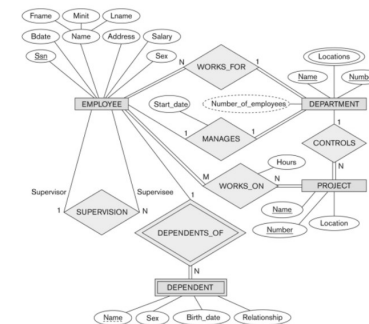 Fname Minit Lname
Bdate Name Address Salary
Ssn Sex
WORKS_FOR
N 1
Locations
Name Numb
EMPLOYEE
Start_date
Number_of_employees
DEPARTMENT
1 1
MANAGES
1
CONTROLS
Hours
M N
WORKS_ON
N
PROJECT
Supervisor Supervisee
1 N
SUPERVISION
1
DEPENDENTS_OF
Name
Number Location
N
DEPENDENT
Name Sex Birth_date Relationship